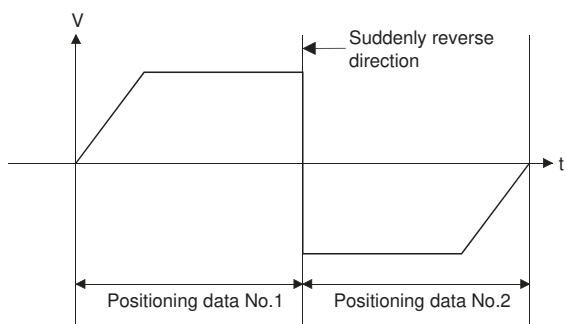 V
Suddenly reverse
direction
t
Positioning data No.1
Positioning data No.2